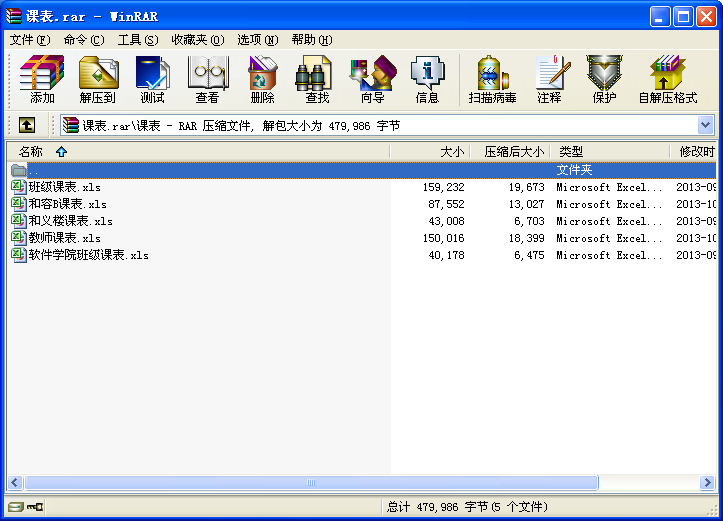 课表.rar - WinRAR
文件(F) 命令(C) 工具(S) 收藏夹(O) 选项(N) 帮助(H)
添加 解压到 测试 查看 删除 查找 向导 信息 扫描病毒 注释 保护 自解压格式
课表.rar\课表 - RAR 压缩文件, 解包大小为 479,986 字节
名称 大小 压缩后大小 类型 修改时
.. 文件夹
班级课表.xls 159,232 19,673 Microsoft Excel... 2013-09
和容B课表.xls 87,552 13,027 Microsoft Excel... 2013-10
和义楼课表.xls 43,008 6,703 Microsoft Excel... 2013-09
教师课表.xls 150,016 18,399 Microsoft Excel... 2013-10
软件学院班级课表.xls 40,178 6,475 Microsoft Excel... 2013-09
总计 479,986 字节(5 个文件)